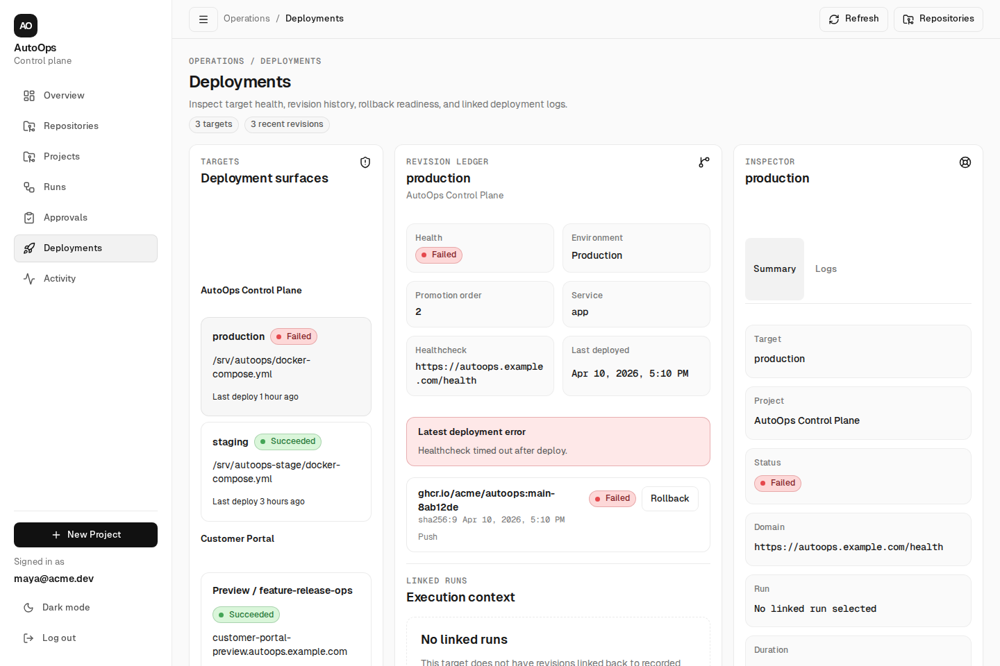 AO
AutoOps
Control plane
Overview
Repositories
Projects
Runs
Approvals
Deployments
Activity
New Project
Signed in as
maya@acme.dev
Dark mode
Log out
Operations / Deployments
Refresh
Repositories
OPERATIONS / DEPLOYMENTS
Deployments
Inspect target health, revision history, rollback readiness, and linked deployment logs.
3 targets
3 recent revisions
TARGETS
Deployment surfaces
AutoOps Control Plane
production
Failed
/srv/autoops/docker-
compose.yml
Last deploy 1 hour ago
staging
Succeeded
/srv/autoops-stage/docker-
compose.yml
Last deploy 3 hours ago
Customer Portal
Preview / feature-release-ops
Succeeded
customer-portal-
preview.autoops.example.com
REVISION LEDGER
production
AutoOps Control Plane
Health
Failed
Environment
Production
Promotion order
2
Service
app
Healthcheck
https://autoops.example
.com/health
Last deployed
Apr 10, 2026, 5:10 PM
Latest deployment error
Healthcheck timed out after deploy.
ghcr.io/acme/autoops:main-
8ab12de
sha256:9 Apr 10, 2026, 5:10 PM
Push
Failed
Rollback
LINKED RUNS
Execution context
No linked runs
This target does not have revisions linked back to recorded
INSPECTOR
production
Summary
Logs
Target
production
Project
AutoOps Control Plane
Status
Failed
Domain
https://autoops.example.com/health
Run
No linked run selected
Duration